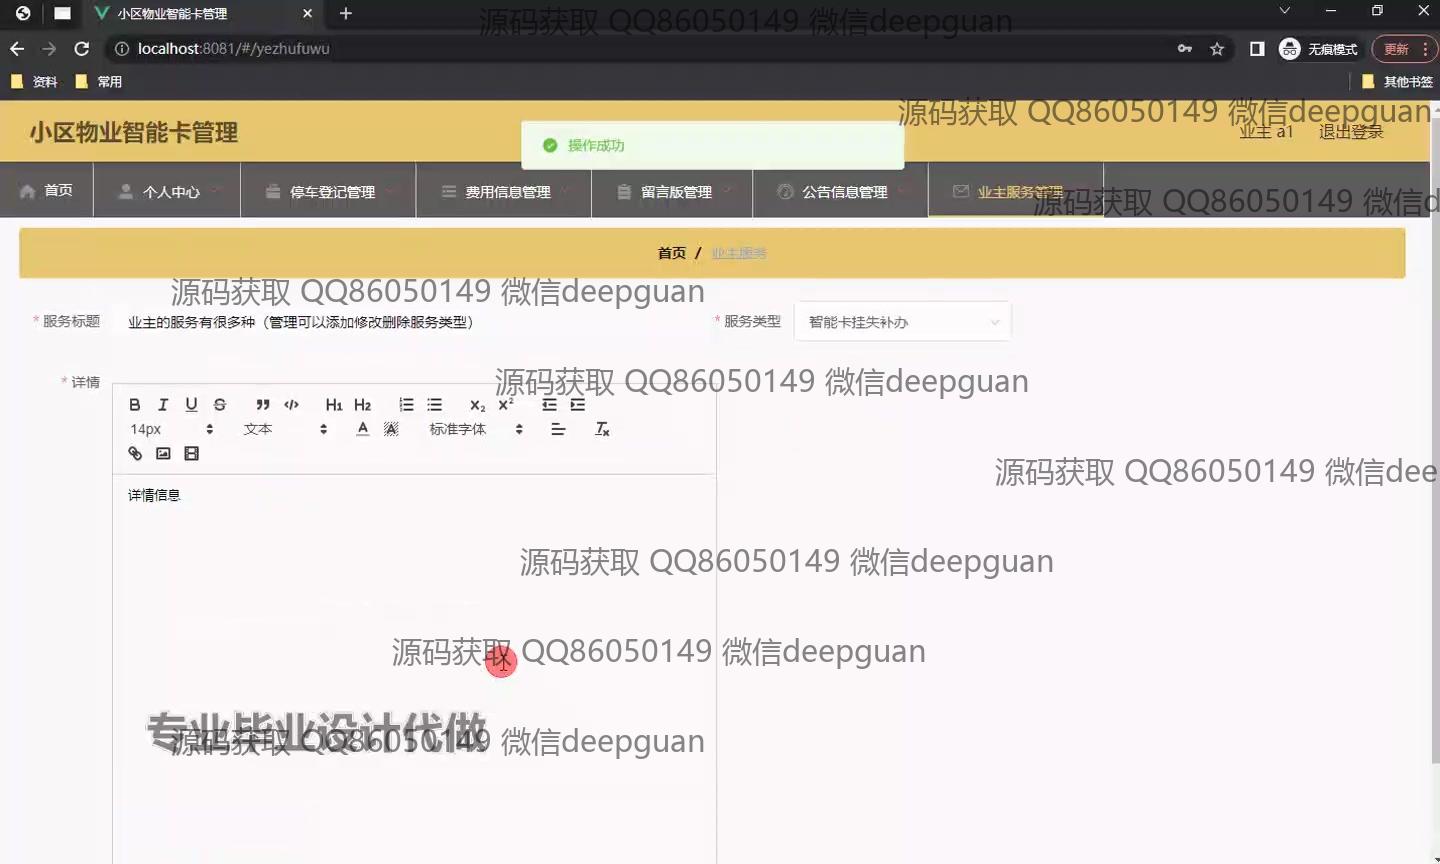 小区物业智能卡管理
源码获取 QQ86050149 微信deepguan
localhost:8081/#/yezhufuwu
无痕模式
更新
资料
常用
其他书签
小区物业智能卡管理
操作成功
源码获取 QQ86050149 微信deepguan
业主 a1
退出登录
首页
个人中心
停车登记管理
费用信息管理
留言版管理
公告信息管理
业主服务管理
源码获取 QQ86050149 微信d
首页 / 业主服务
源码获取 QQ86050149 微信deepguan
* 服务标题
业主的服务有很多种（管理可以添加修改删除服务类型）
* 服务类型
智能卡挂失补办
* 详情
源码获取 QQ86050149 微信deepguan
B I U S H1 H2 X2 X2
14px 文本 A A 标准字体 Tx
源码获取 QQ86050149 微信dee
详情信息
源码获取 QQ86050149 微信deepguan
源码获取 QQ86050149 微信deepguan
专业毕业设计代做
源码获取 QQ86050149 微信deepguan